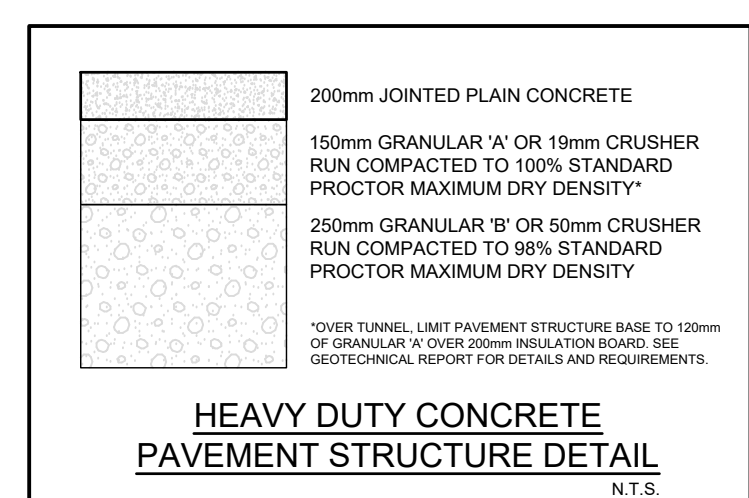 200mm JOINTED PLAIN CONCRETE
150mm GRANULAR 'A' OR 19mm CRUSHER
RUN COMPACTED TO 100% STANDARD
PROCTOR MAXIMUM DRY DENSITY*
250mm GRANULAR 'B' OR 50mm CRUSHER
RUN COMPACTED TO 98% STANDARD
PROCTOR MAXIMUM DRY DENSITY
*OVER TUNNEL, LIMIT PAVEMENT STRUCTURE BASE TO 120mm
OF GRANULAR 'A' OVER 200mm INSULATION BOARD. SEE
GEOTECHNICAL REPORT FOR DETAILS AND REQUIREMENTS.
HEAVY DUTY CONCRETE
PAVEMENT STRUCTURE DETAIL
N.T.S.